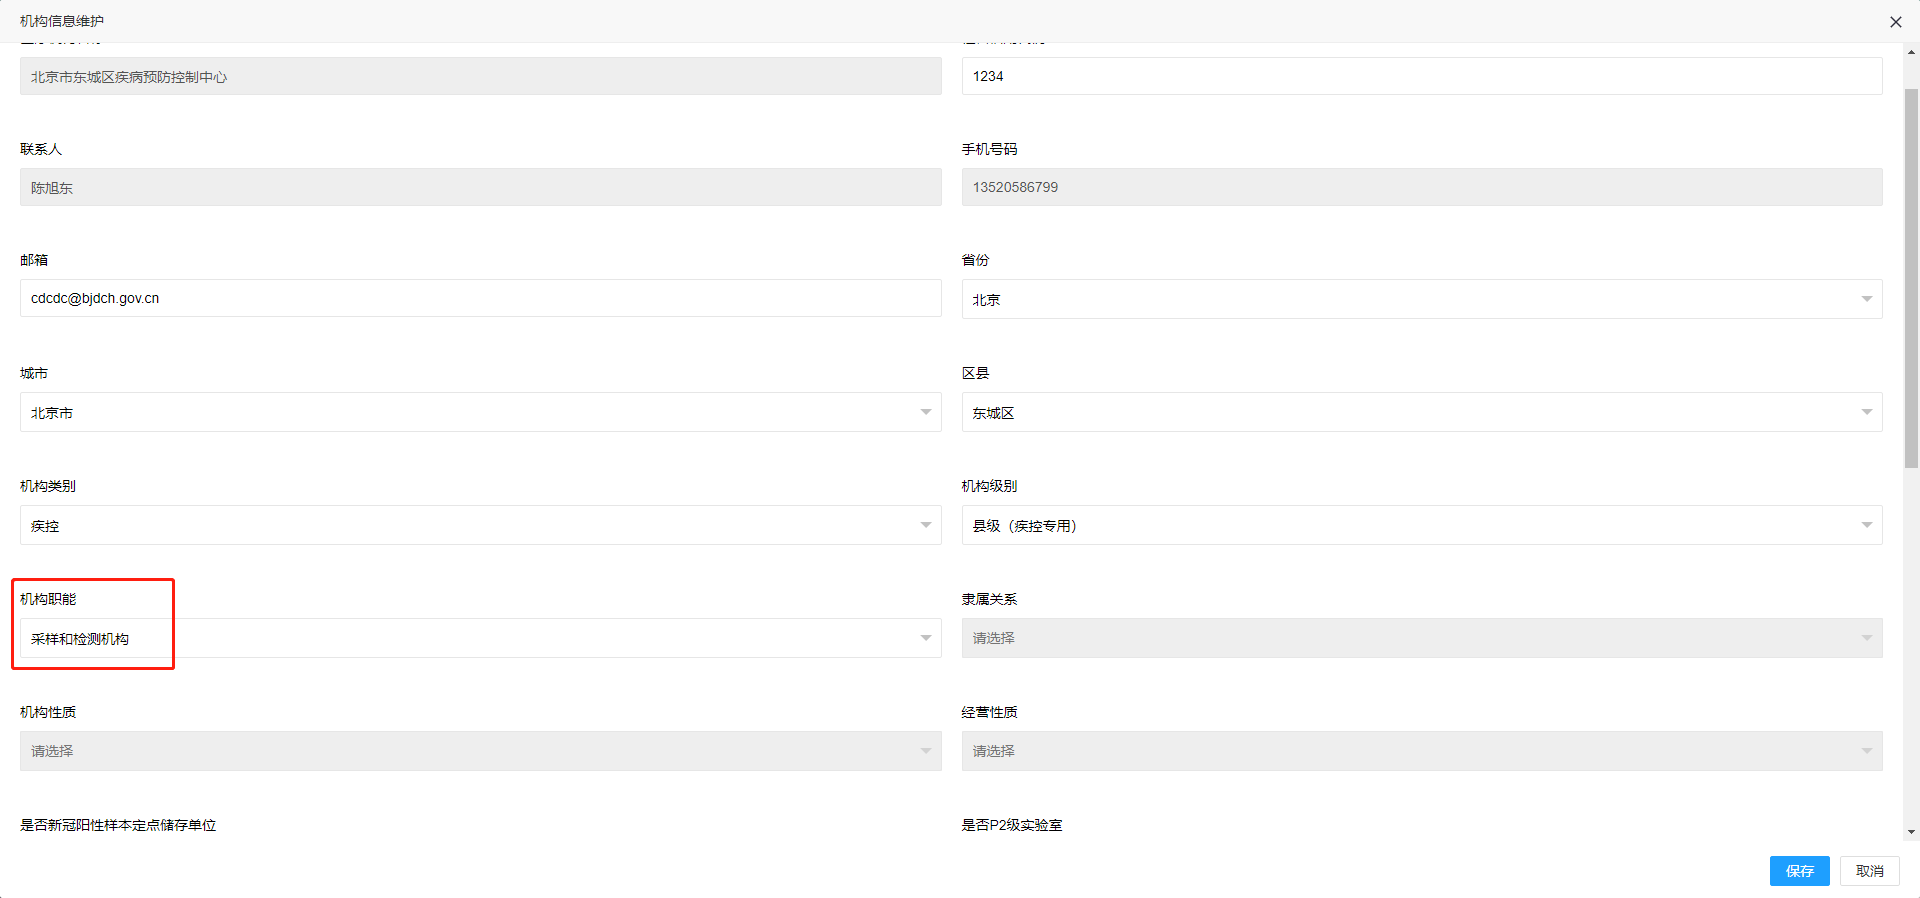 机构信息维护
北京市东城区疾病预防控制中心
1234
联系人
手机号码
陈旭东
13520586799
邮箱
省份
cdcdc@bjdch.gov.cn
北京
城市
区县
北京市
东城区
机构类别
机构级别
疾控
县级（疾控专用）
机构职能
隶属关系
采样和检测机构
请选择
机构性质
经营性质
请选择
请选择
是否新冠阳性样本定点储存单位
是否P2级实验室
保存
取消